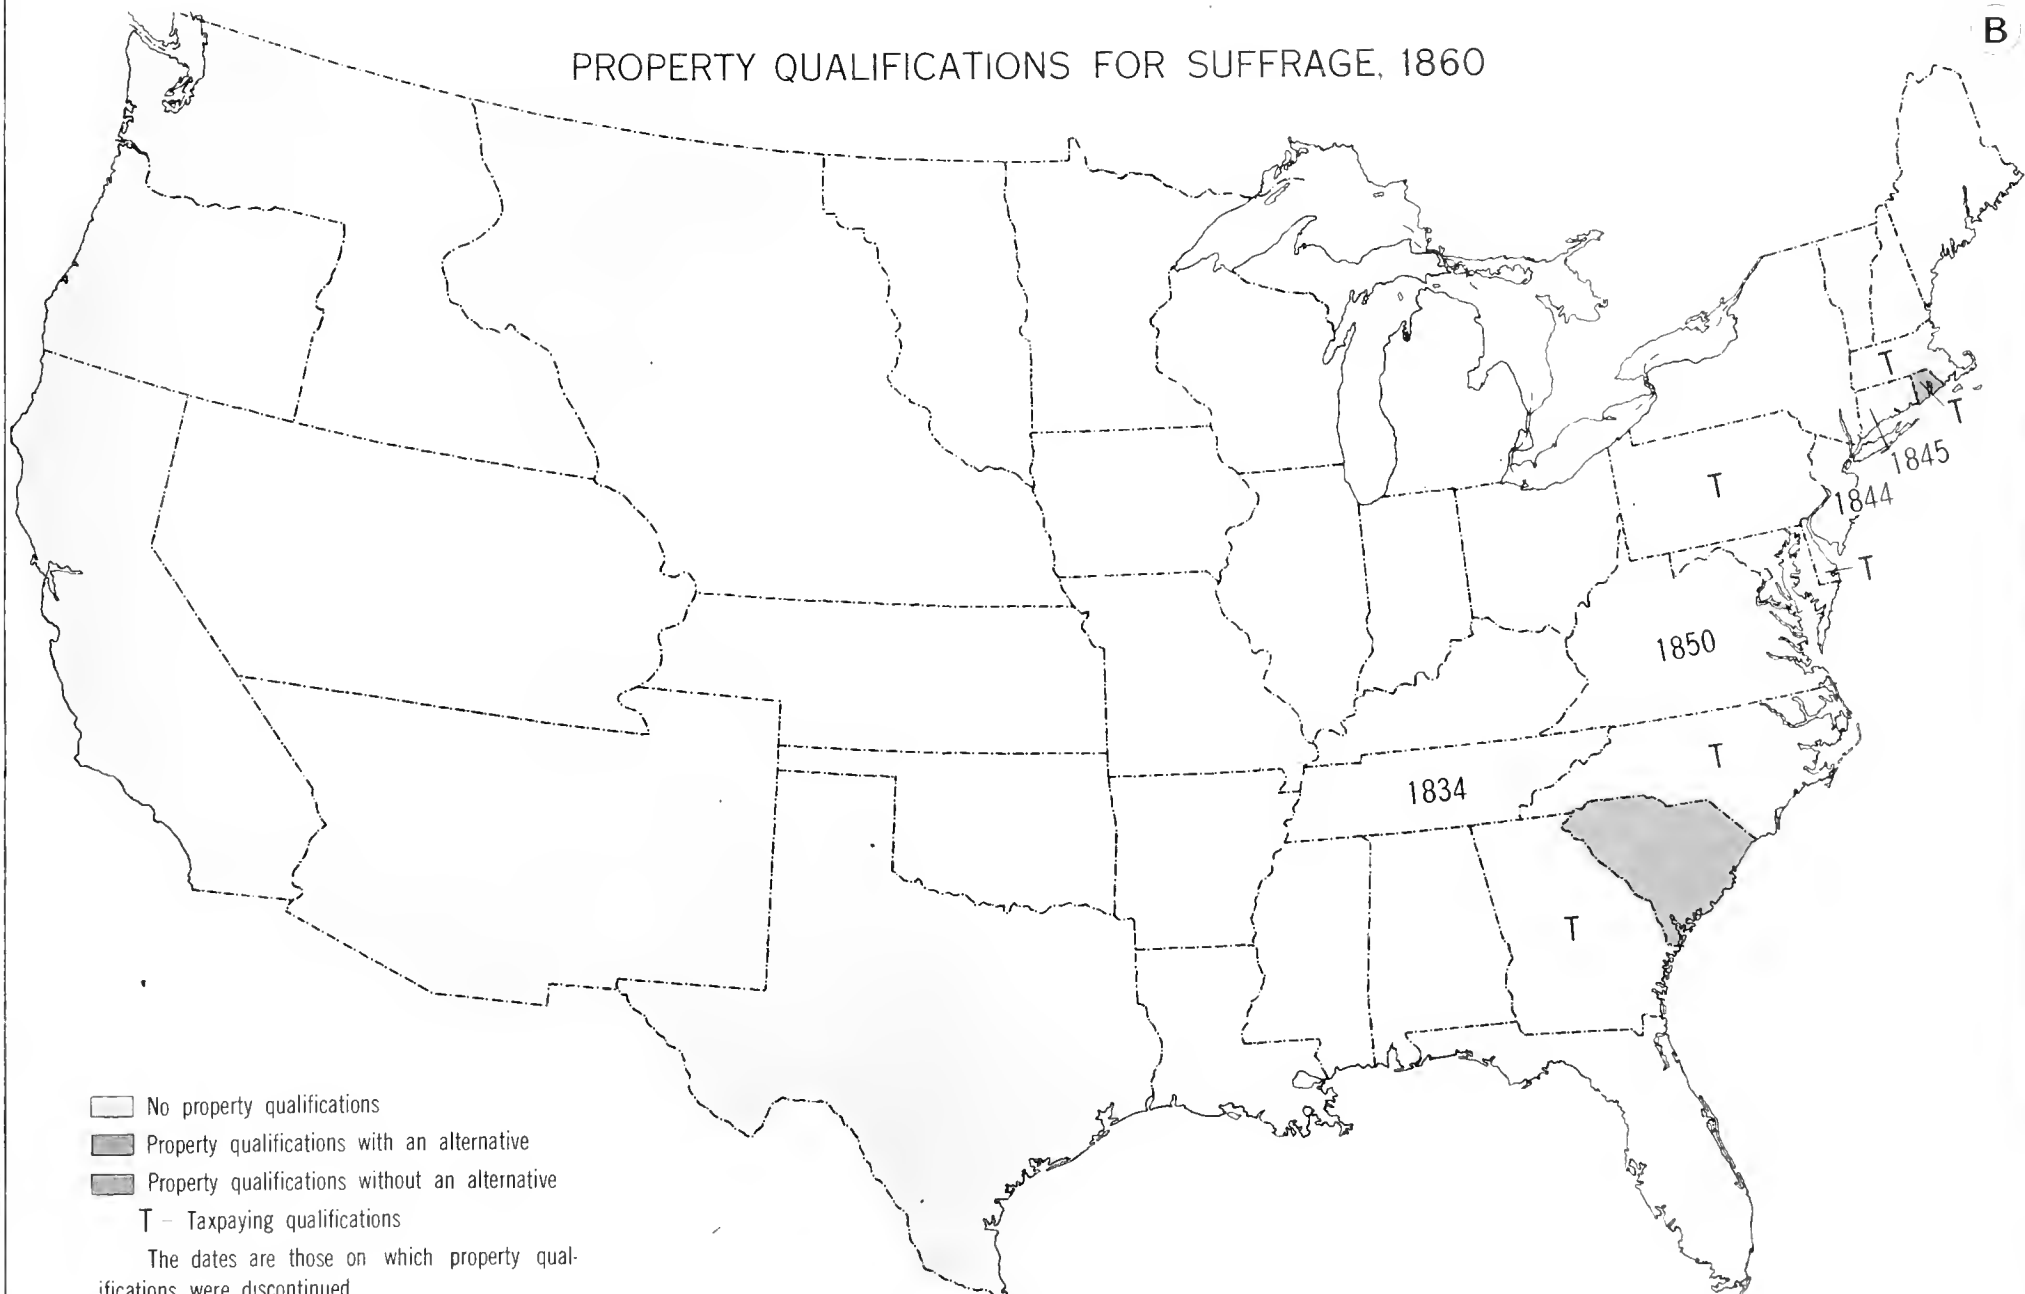 B
PROPERTY QUALIFICATIONS FOR SUFFRAGE, 1860
T
T
1845
T
1844
T
1850
T
1834
T
No property qualifications
Property qualifications with an alternative
Property qualifications without an alternative
T – Taxpaying qualifications
The dates are those on which property qual-
ifications were discontinued